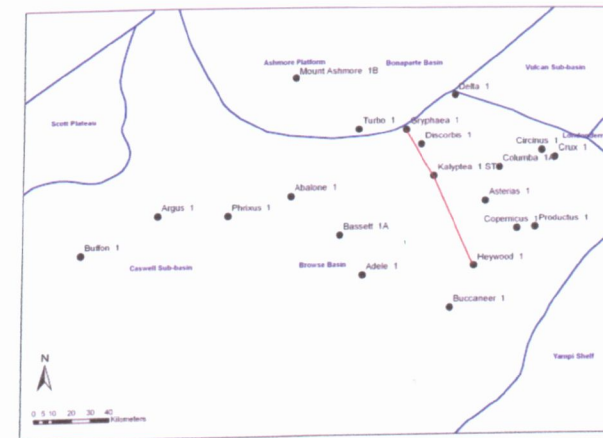 Ashmore Platform
Bonaparte Basin
Vulcan Sub-basin
Mount Ashmore 1B
Delta 1
Scott Plateau
Turbo 1
Gryphaea 1
Discorbis 1
Circinus 1
Crux 1
Kalyptea 1 ST
Columba 1A
Abalone 1
Asterias 1
Argus 1
Phrixus 1
Copernicus 1
Productus 1
Bassett 1A
Buffon 1
Caswell Sub-basin
Browse Basin
Adele 1
Heywood 1
Buccaneer 1
Yampi Shelf
N
0 5 10 20 30 40
Kilometers